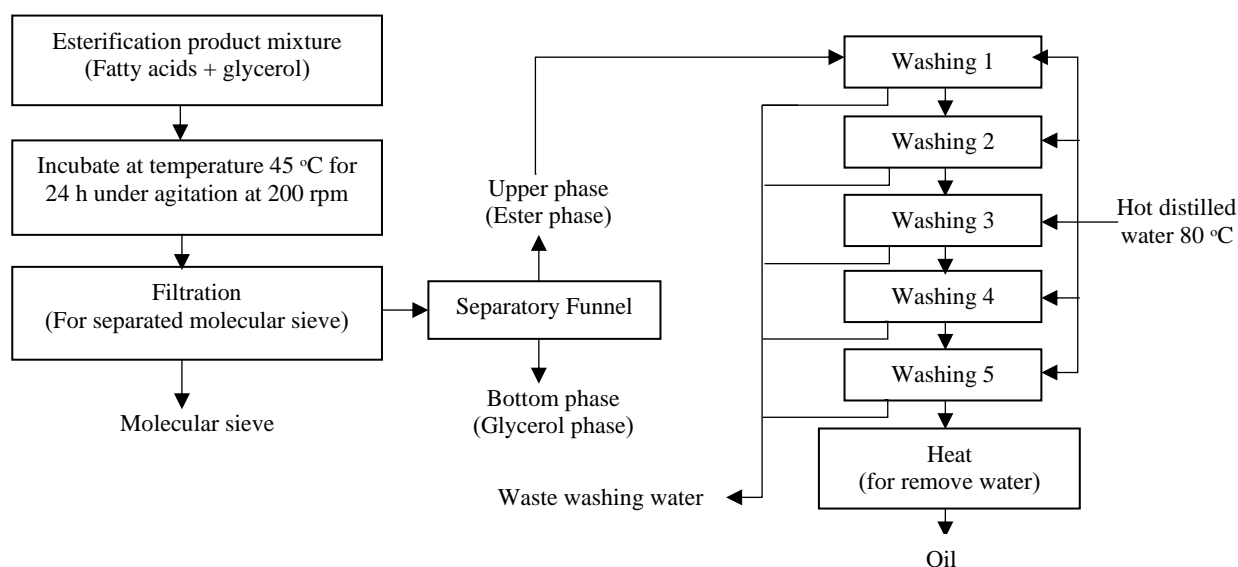 Esterification product mixture
(Fatty acids + glycerol)
Incubate at temperature 45 °C for
24 h under agitation at 200 rpm
Filtration
(For separated molecular sieve)
Molecular sieve
Separatory Funnel
Upper phase
(Ester phase)
Bottom phase
(Glycerol phase)
Washing 1
Washing 2
Washing 3
Washing 4
Washing 5
Hot distilled
water 80 °C
Waste washing water
Heat
(for remove water)
Oil